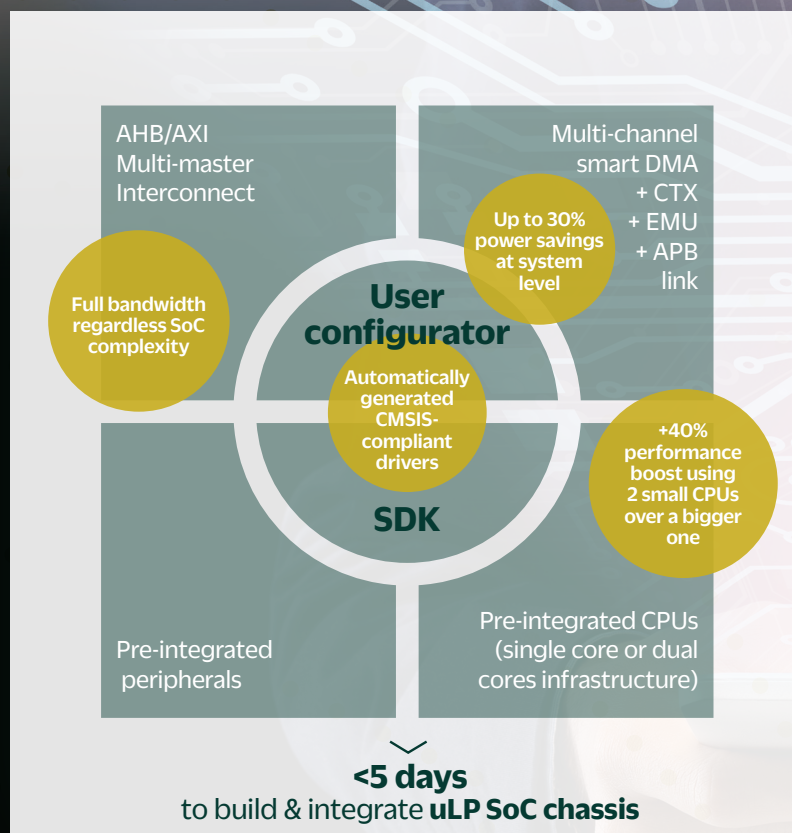 AHB/AXI
Multi-master
Interconnect
Multi-channel
smart DMA
+ CTX
+ EMU
+ APB
link
Up to 30%
power savings
at system
level
Full bandwidth
regardless SoC
complexity
User
configurator
Automatically
generated
CMSIS-
compliant
drivers
+40%
performance
boost using
2 small CPUs
over a bigger
one
SDK
Pre-integrated
peripherals
Pre-integrated CPUs
(single core or dual
cores infrastructure)
<5 days
to build & integrate uLP SoC chassis